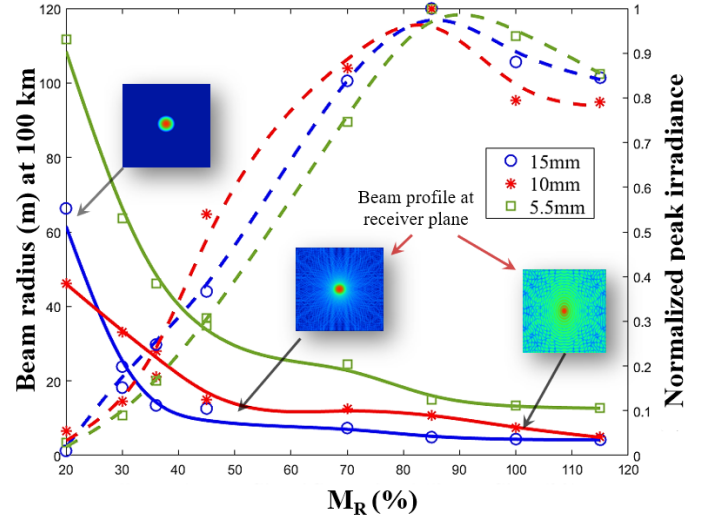 Beam radius (m) at 100 km
120
100
80
60
40
20
0
1
0.9
0.8
0.7
0.6
0.5
0.4
0.3
0.2
0.1
0
Normalized peak irradiance
15mm
10mm
5.5mm
Beam profile at
receiver plane
20 30 40 50 60 70 80 90 100 110 120
M_R (%)